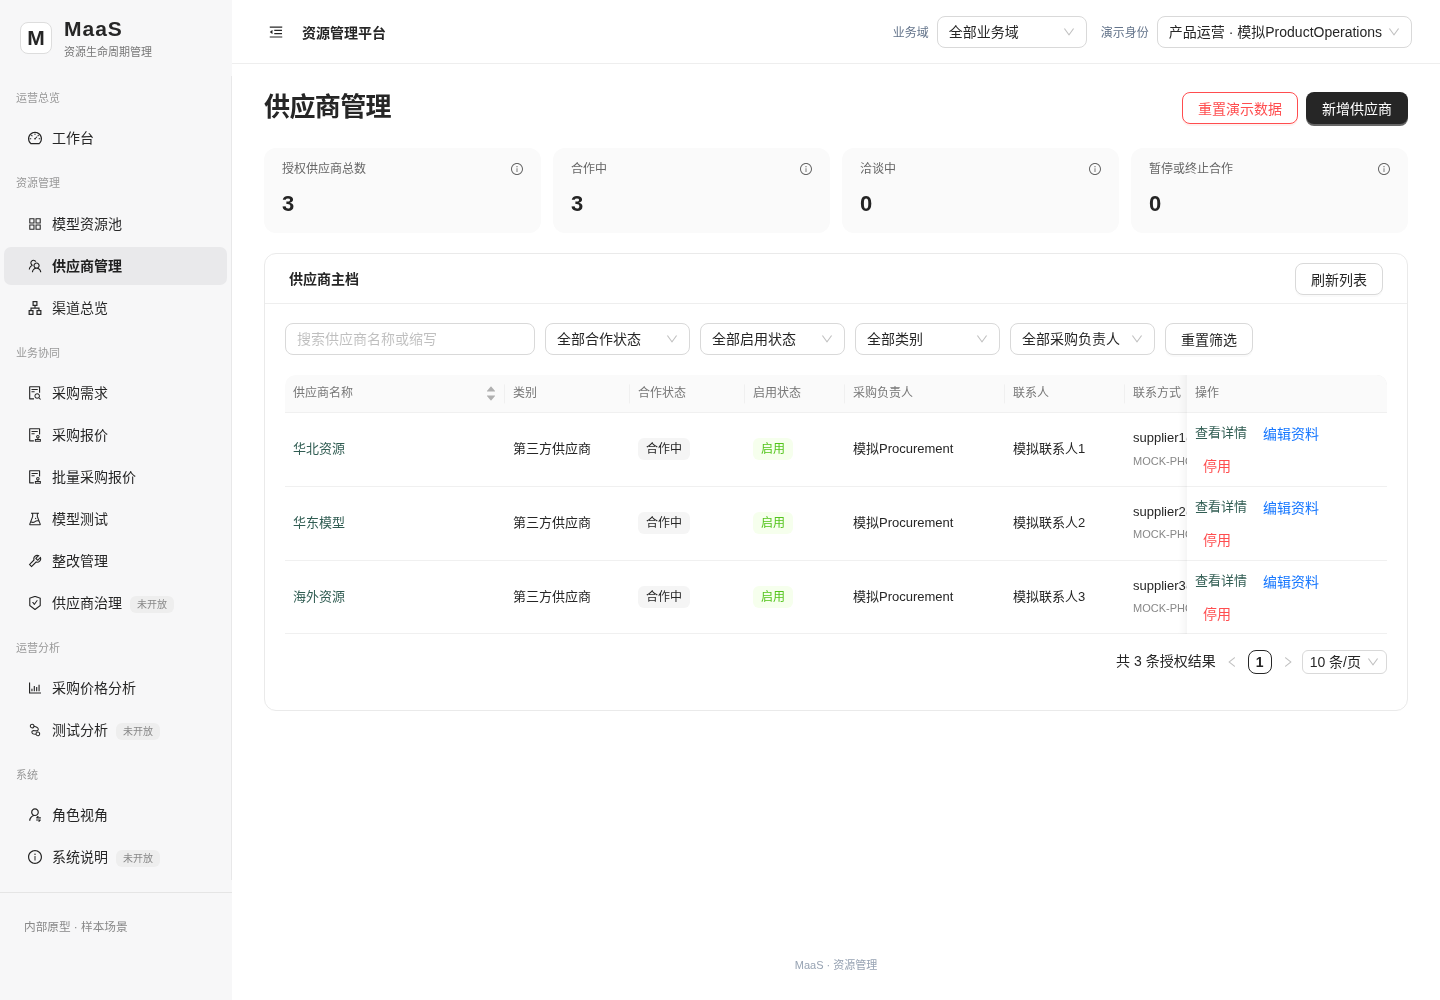 M
MaaS
资源生命周期管理
运营总览
工作台
资源管理
模型资源池
供应商管理
渠道总览
业务协同
采购需求
采购报价
批量采购报价
模型测试
整改管理
供应商治理 未开放
运营分析
采购价格分析
测试分析 未开放
系统
角色视角
系统说明 未开放
内部原型 · 样本场景
资源管理平台
业务域 全部业务域 演示身份 产品运营 · 模拟ProductOperations
供应商管理
重置演示数据 新增供应商
授权供应商总数 合作中 洽谈中 暂停或终止合作
3 3 0 0
供应商主档 刷新列表
搜索供应商名称或缩写 全部合作状态 全部启用状态 全部类别 全部采购负责人 重置筛选
供应商名称 类别 合作状态 启用状态 采购负责人 联系人 联系方式 操作
华北资源 第三方供应商 合作中 启用 模拟Procurement 模拟联系人1 supplier1 查看详情 编辑资料
MOCK-PH 停用
华东模型 第三方供应商 合作中 启用 模拟Procurement 模拟联系人2 supplier2 查看详情 编辑资料
MOCK-PH 停用
海外资源 第三方供应商 合作中 启用 模拟Procurement 模拟联系人3 supplier3 查看详情 编辑资料
MOCK-PH 停用
共 3 条授权结果 1 10 条/页
MaaS · 资源管理